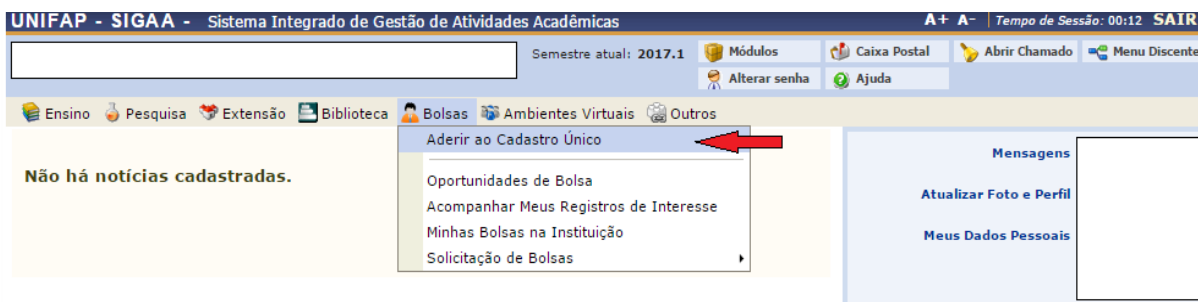 UNIFAP - SIGAA - Sistema Integrado de Gestão de Atividades Acadêmicas A+ A- Tempo de Sessão: 00:12 SAIR
Semestre atual: 2017.1 Módulos Caixa Postal Abrir Chamado Menu Discente
Alterar senha Ajuda
Ensino Pesquisa Extensão Biblioteca Bolsas Ambientes Virtuais Outros
Aderir ao Cadastro Único
Não há notícias cadastradas.
Oportunidades de Bolsa
Acompanhar Meus Registros de Interesse
Minhas Bolsas na Instituição
Solicitação de Bolsas
Mensagens
Atualizar Foto e Perfil
Meus Dados Pessoais